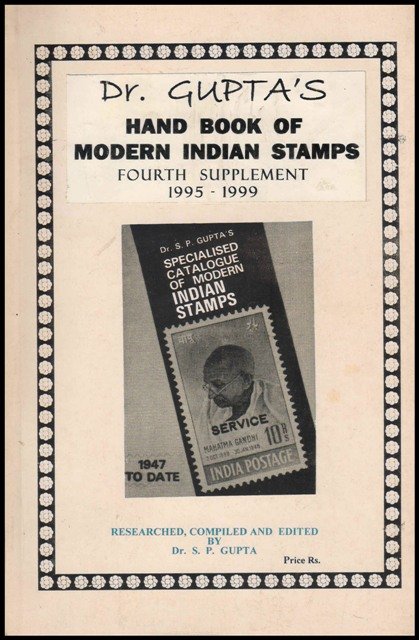 Dr. GUPTA'S
HAND BOOK OF
MODERN INDIAN STAMPS
FOURTH SUPPLEMENT
1995 - 1999
Dr. S. P. GUPTA'S
SPECIALISED
CATALOGUE
OF MODERN
INDIAN
STAMPS
SERVICE
MAHATMA GANDHI
10 RS
INDIA POSTAGE
1947
TO DATE
RESEARCHED, COMPILED AND EDITED
BY
Dr. S. P. GUPTA
Price Rs.